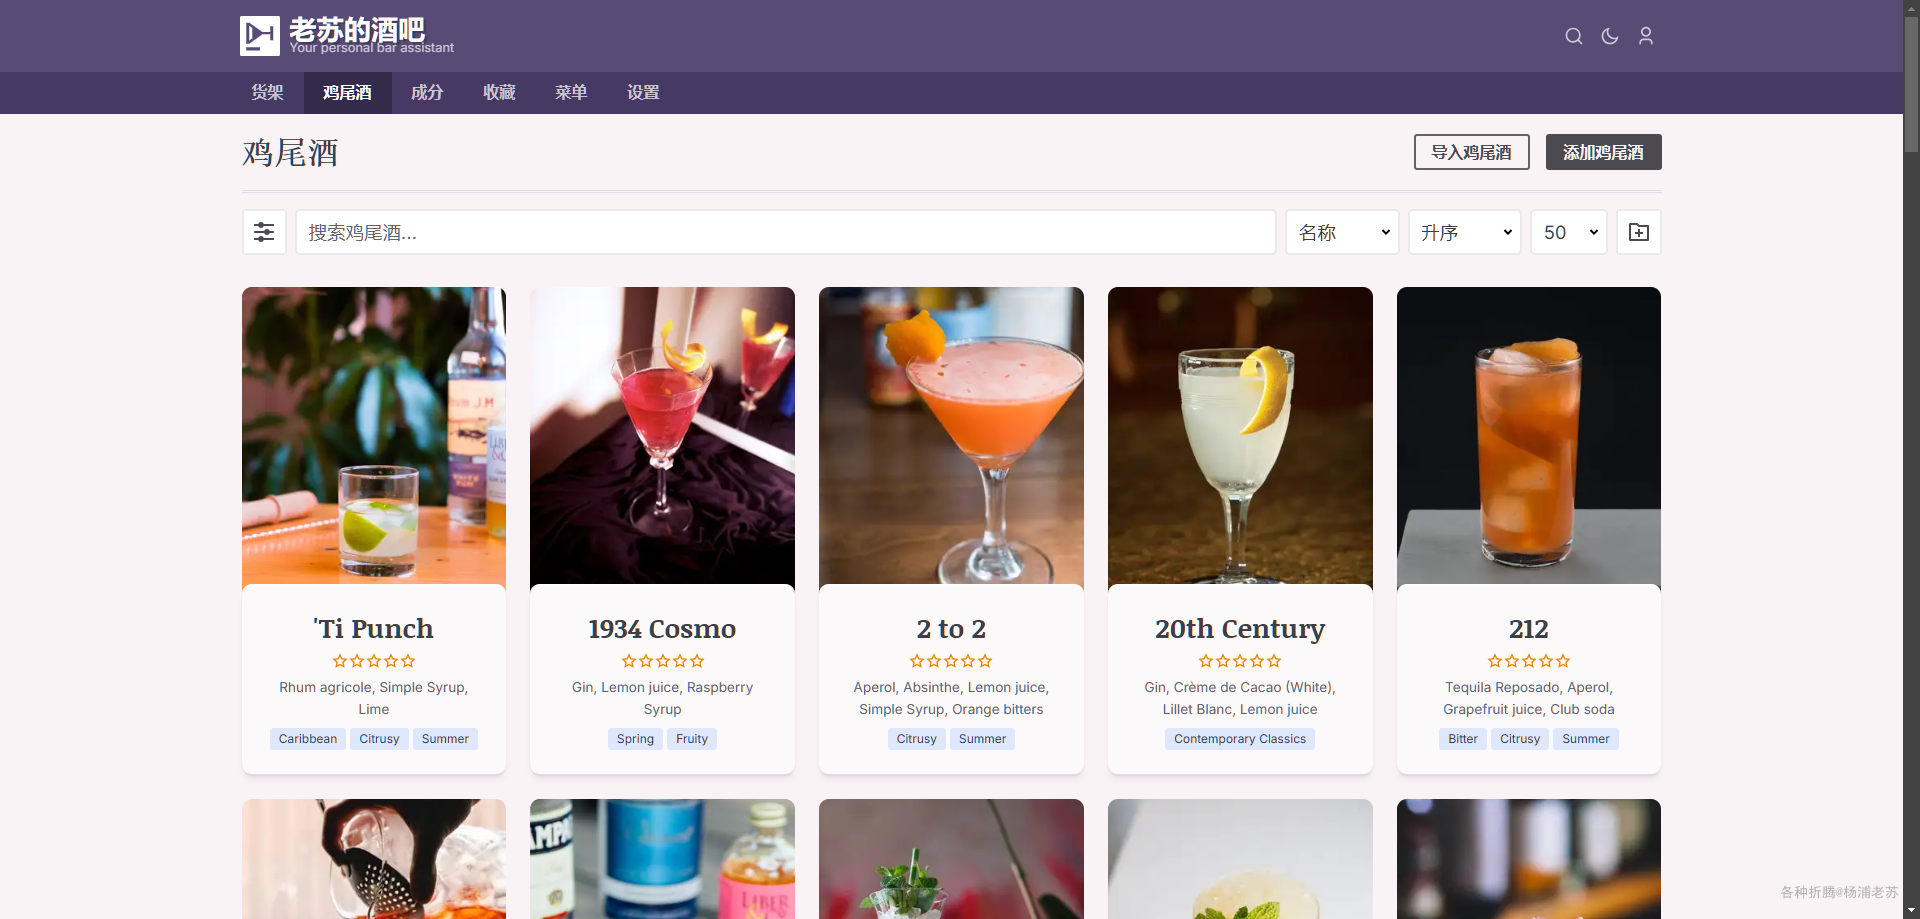 老苏的酒吧
Your personal bar assistant
货架 鸡尾酒 成分 收藏 菜单 设置
鸡尾酒
导入鸡尾酒 添加鸡尾酒
搜索鸡尾酒... 名称 升序 50
'Ti Punch
Rhum agricole, Simple Syrup,
Lime
Caribbean Citrusy Summer
1934 Cosmo
Gin, Lemon juice, Raspberry
Syrup
Spring Fruity
2 to 2
Aperol, Absinthe, Lemon juice,
Simple Syrup, Orange bitters
Citrusy Summer
20th Century
Gin, Crème de Cacao (White),
Lillet Blanc, Lemon juice
Contemporary Classics
212
Tequila Reposado, Aperol,
Grapefruit juice, Club soda
Bitter Citrusy Summer
各种折腾@杨浦老苏